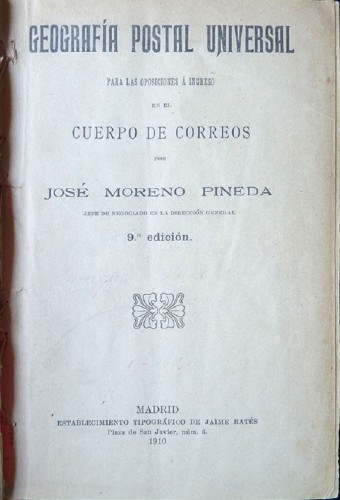 GEOGRAFÍA POSTAL UNIVERSAL
PARA LAS OPOSICIONES Á INGRESO
EN EL
CUERPO DE CORREOS
POR
JOSÉ MORENO PINEDA
JEFE DE NEGOCIADO EN LA DIRECCIÓN GENERAL
9.ª edición.
MADRID
ESTABLECIMIENTO TIPOGRÁFICO DE JAIME RATÉS
Plaza de San Javier, núm. 6.
1910